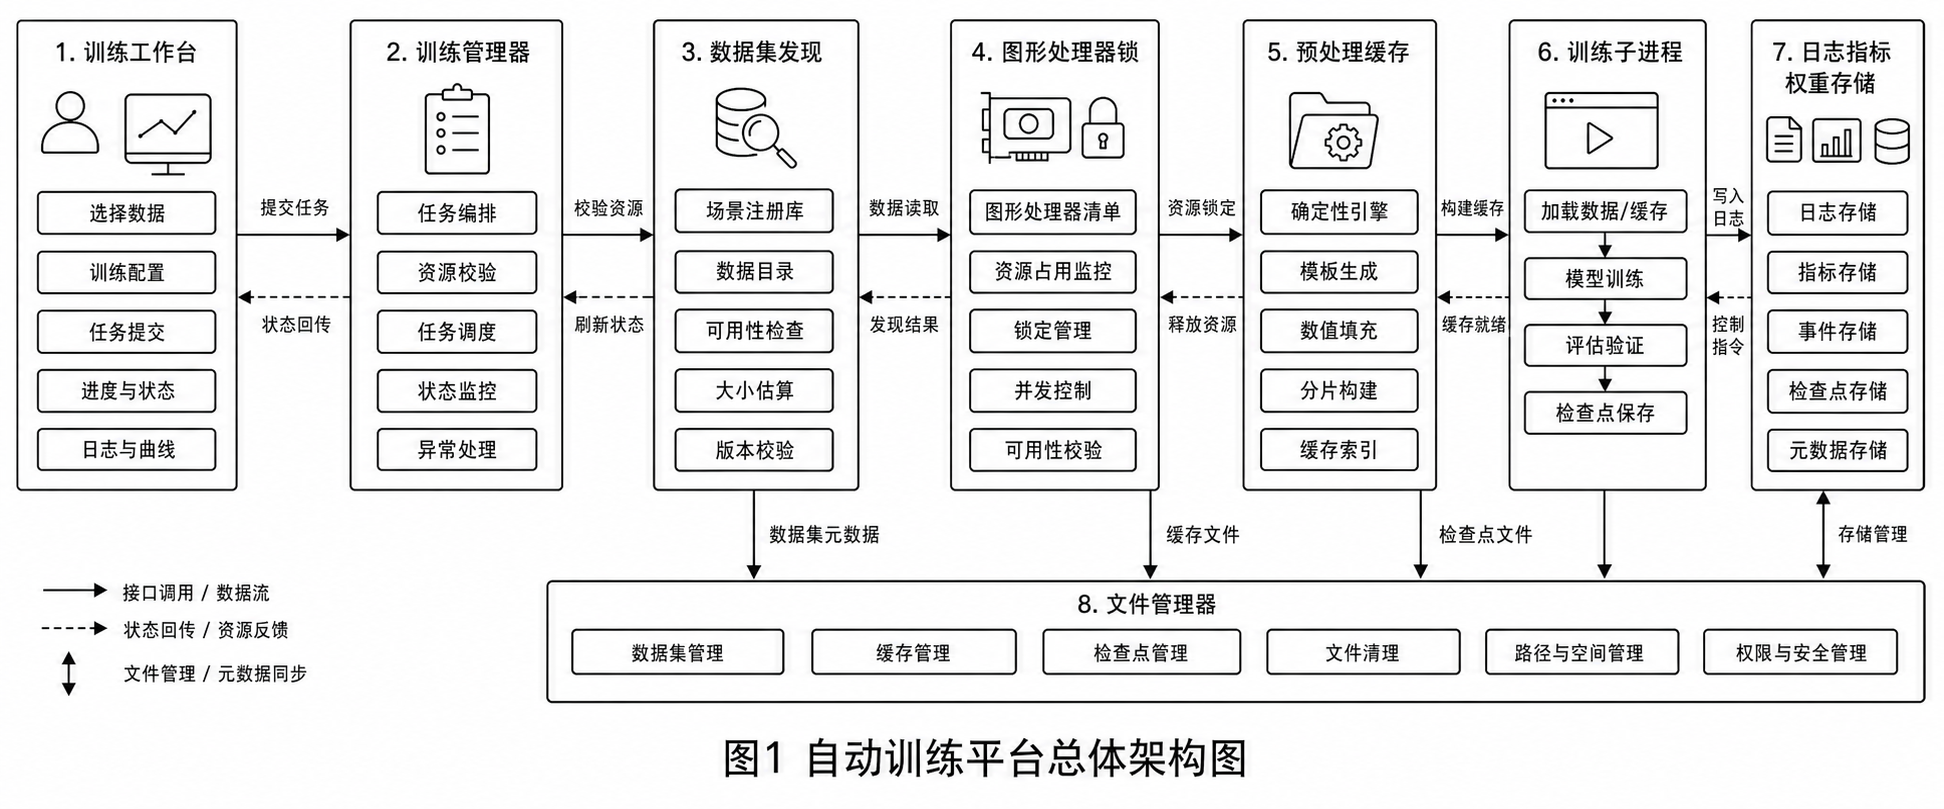 1. 训练工作台
选择数据
训练配置
任务提交
进度与状态
日志与曲线
提交任务
状态回传
2. 训练管理器
任务编排
资源校验
任务调度
状态监控
异常处理
校验资源
刷新状态
3. 数据集发现
场景注册库
数据目录
可用性检查
大小估算
版本校验
数据读取
发现结果
4. 图形处理器锁
图形处理器清单
资源占用监控
锁定管理
并发控制
可用性校验
资源锁定
释放资源
5. 预处理缓存
确定性引擎
模板生成
数值填充
分片构建
缓存索引
构建缓存
缓存就绪
6. 训练子进程
加载数据/缓存
模型训练
评估验证
检查点保存
写入
日志
控制
指令
7. 日志指标
权重存储
日志存储
指标存储
事件存储
检查点存储
元数据存储
数据集元数据
缓存文件
检查点文件
存储管理
接口调用 / 数据流
状态回传 / 资源反馈
文件管理 / 元数据同步
8. 文件管理器
数据集管理
缓存管理
检查点管理
文件清理
路径与空间管理
权限与安全管理
图1 自动训练平台总体架构图